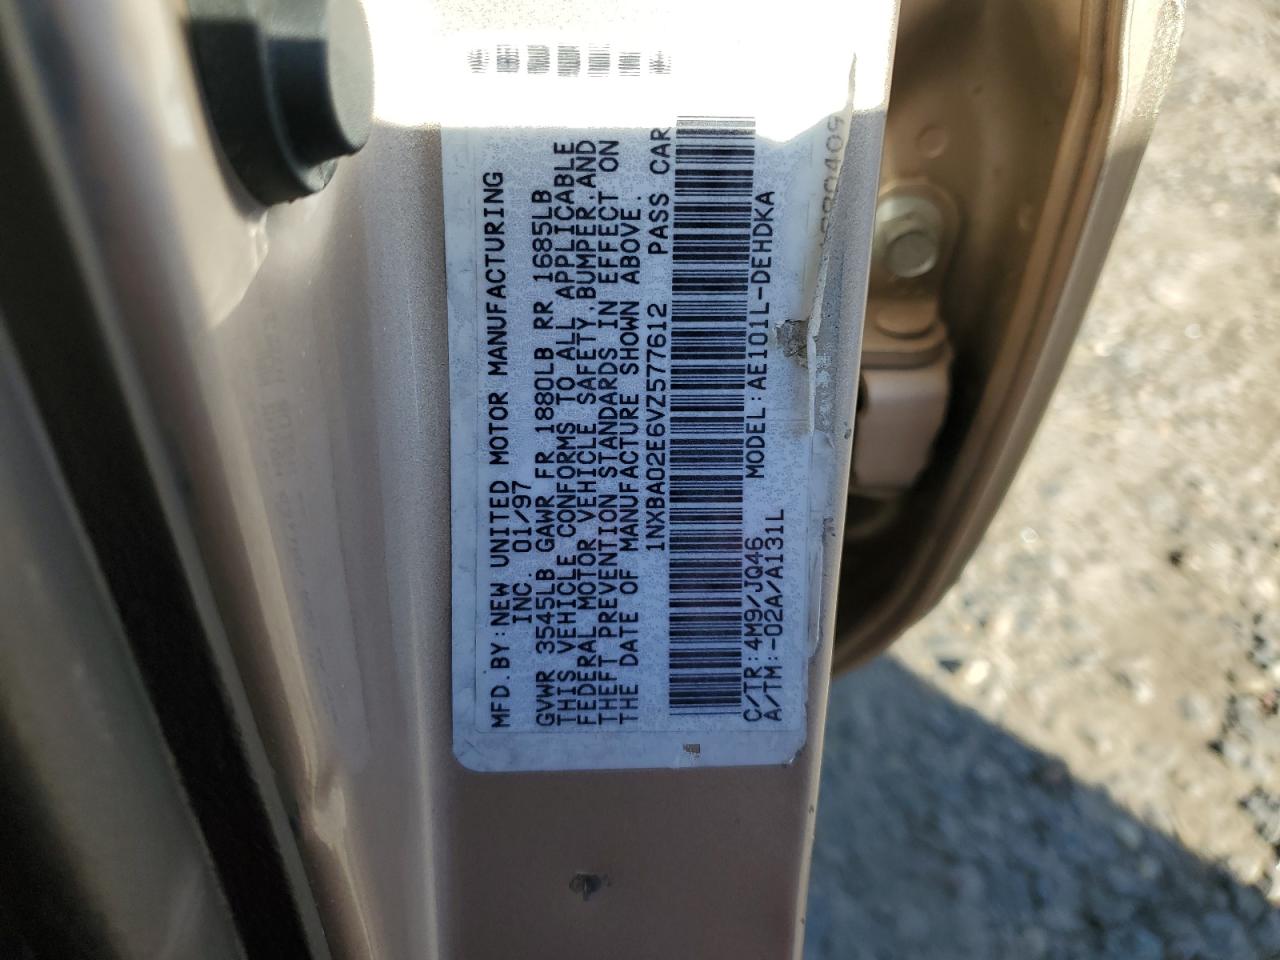 MFD.BY:NEW UNITED MOTOR MANUFACTURING
INC. 01/97
GVWR 3545LB GAWR FR 1880LB RR 1685LB
THIS VEHICLE CONFORMS TO ALL APPLICABLE
FEDERAL MOTOR VEHICLE SAFETY,BUMPER,AND
THEFT PREVENTION STANDARDS IN EFFECT ON
THE DATE OF MANUFACTURE SHOWN ABOVE.
1NXBA02E6VZ577612 PASS CAR
C/TR:4M9/JQ46 MODEL:AE101L-DEHDKA
A/TM:-02A/A131L